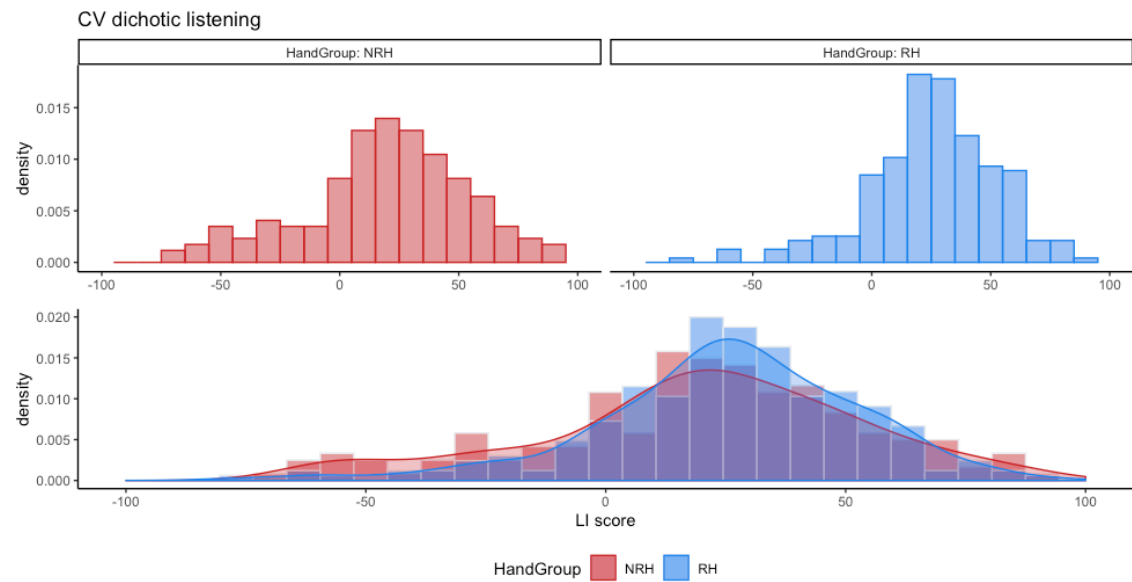 CV dichotic listening
HandGroup: NRH
HandGroup: RH
density
0.015
0.010
0.005
0.000
-100 -50 0 50 100
-100 -50 0 50 100
density
0.020
0.015
0.010
0.005
0.000
-100 -50 0 50 100
LI score
HandGroup NRH RH